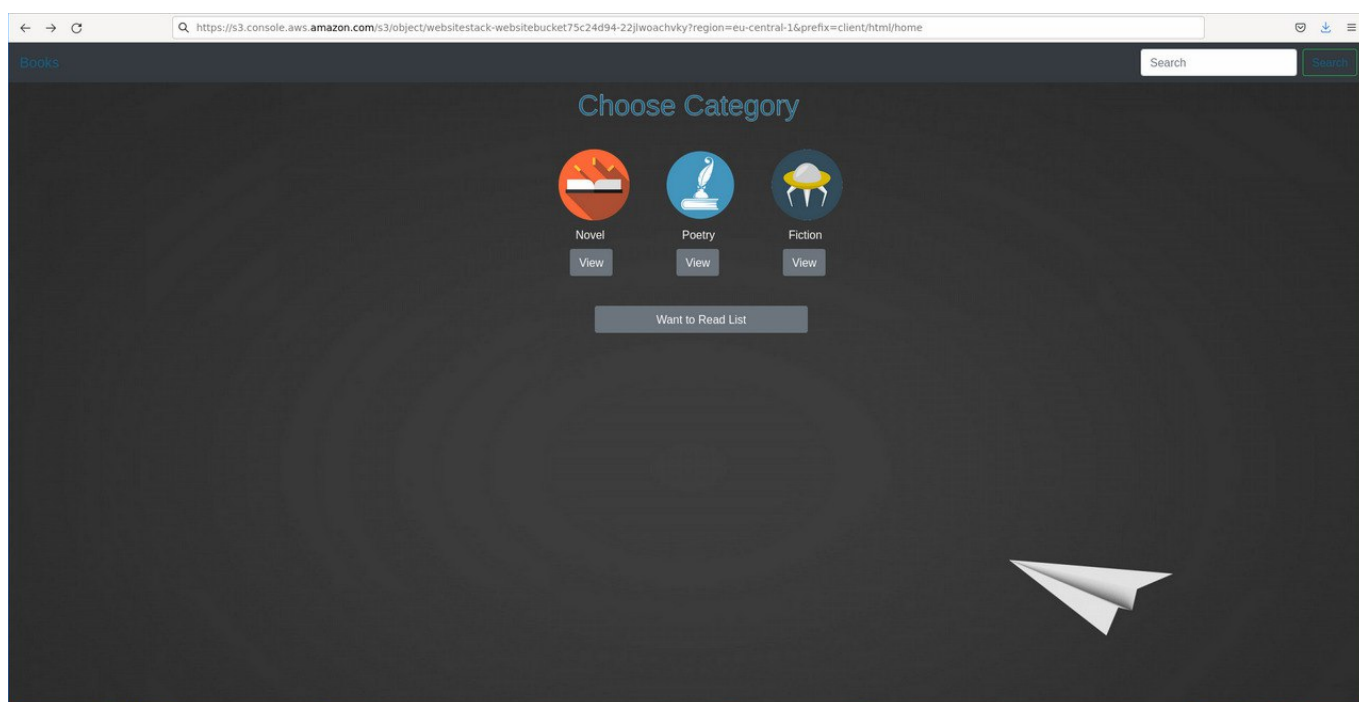 https://s3.console.aws.amazon.com/s3/object/websitestack-websitebucket75c24d94-22jlwoachvky?region=eu-central-1&prefix=client/html/home
Books
Search
Search
Choose Category
Novel
Poetry
Fiction
View
View
View
Want to Read List